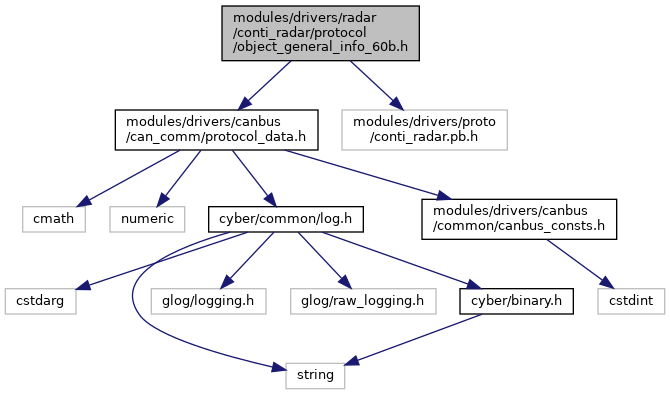 modules/drivers/radar
/conti_radar/protocol
/object_general_info_60b.h
modules/drivers/canbus
/can_comm/protocol_data.h
modules/drivers/proto
/conti_radar.pb.h
cmath
numeric
cyber/common/log.h
modules/drivers/canbus
/common/canbus_consts.h
cstdarg
glog/logging.h
glog/raw_logging.h
cyber/binary.h
cstdint
string